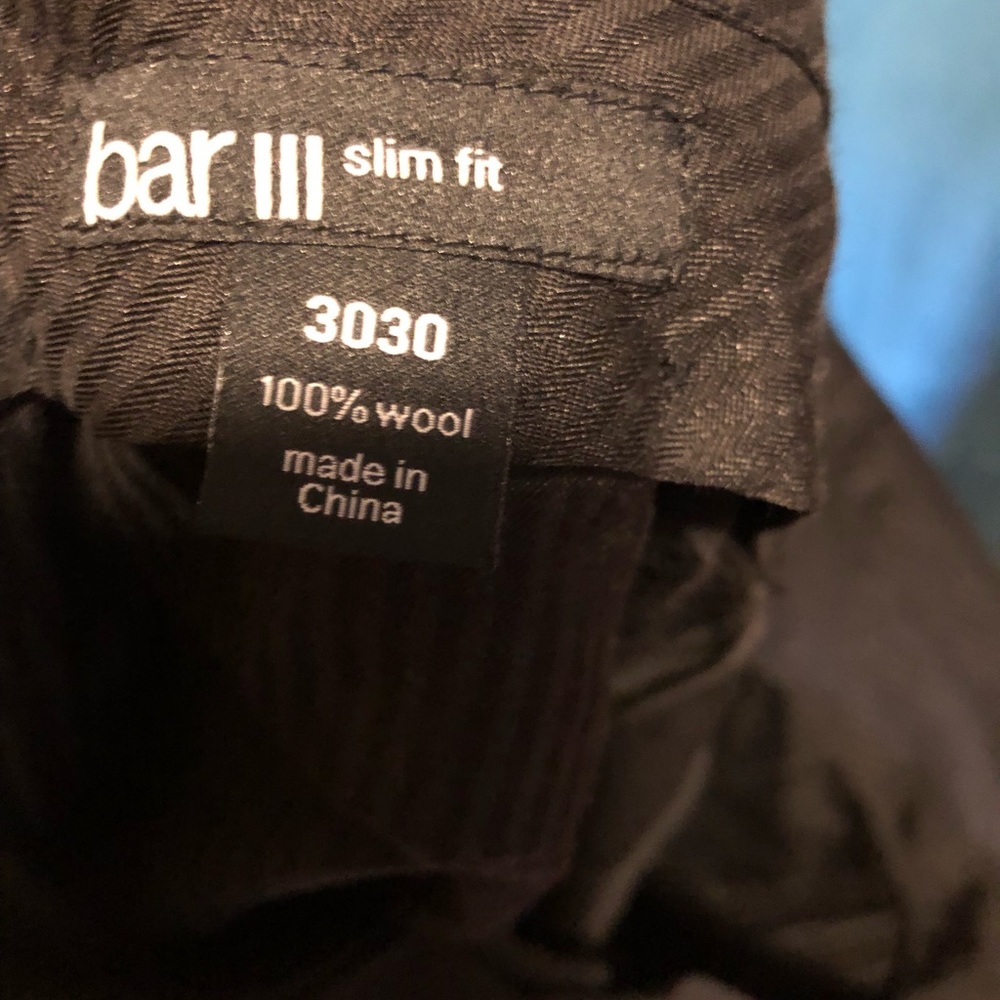 bar III slim fit
3030
100% wool
made in
China